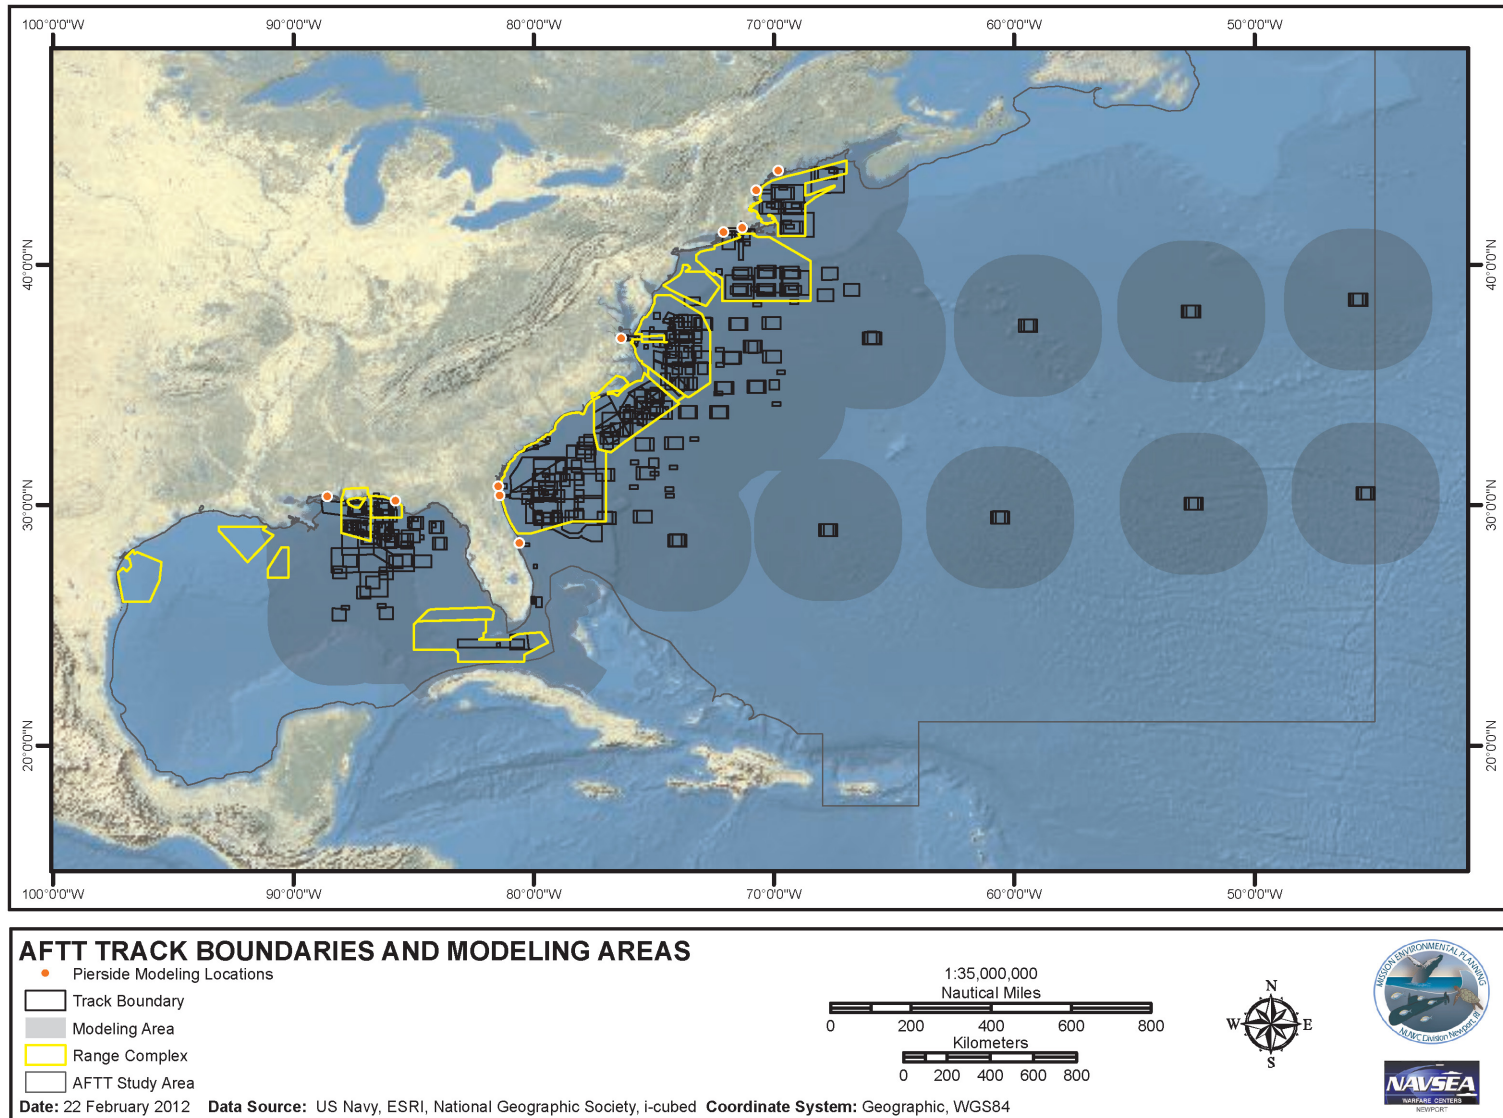 100°0'0"W 90°0'0"W 80°0'0"W 70°0'0"W 60°0'0"W 50°0'0"W
40°0'0"N 40°0'0"N
30°0'0"N 30°0'0"N
20°0'0"N 20°0'0"N
100°0'0"W 90°0'0"W 80°0'0"W 70°0'0"W 60°0'0"W 50°0'0"W
AFTT TRACK BOUNDARIES AND MODELING AREAS
Pierside Modeling Locations
Track Boundary
Modeling Area
Range Complex
AFTT Study Area
1:35,000,000
Nautical Miles
0 200 400 600 800
Kilometers
0 200 400 600 800
N
W E
S
MISSION ENVIRONMENTAL PLANNING
NUWC Division Newport, RI
NAVSEA
WARFARE CENTERS
NEWPORT
Date: 22 February 2012 Data Source: US Navy, ESRI, National Geographic Society, i-cubed Coordinate System: Geographic, WGS84